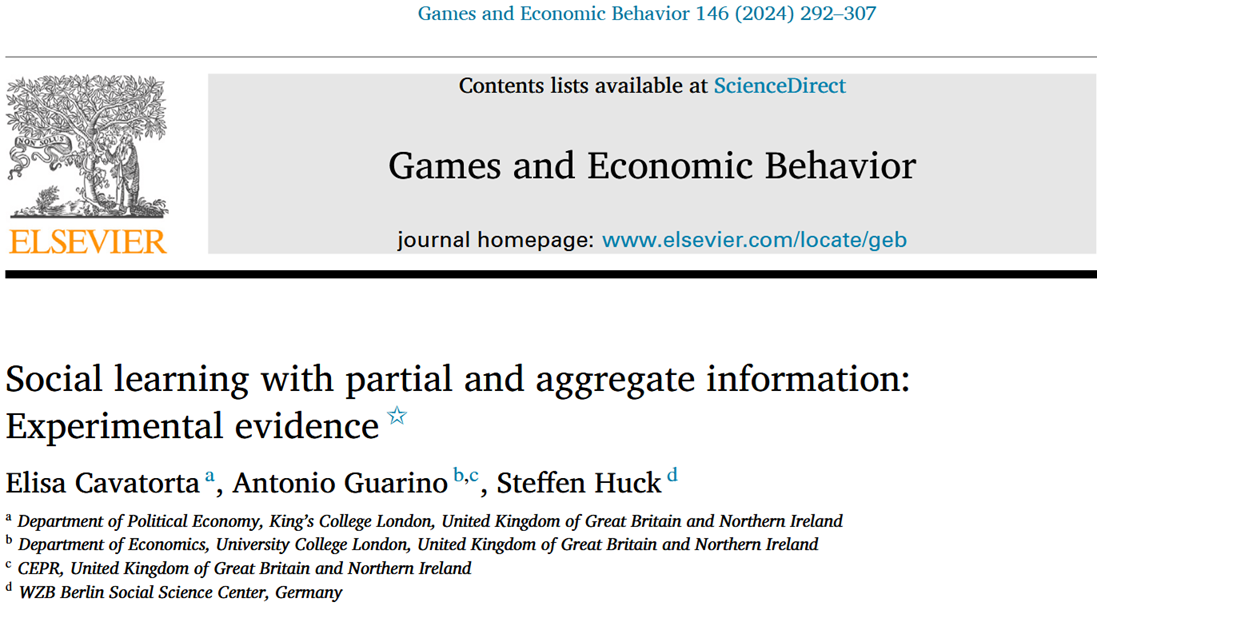 Games and Economic Behavior 146 (2024) 292–307
Contents lists available at ScienceDirect
NON SOLUS
Games and Economic Behavior
ELSEVIER
journal homepage: www.elsevier.com/locate/geb
Social learning with partial and aggregate information:
Experimental evidence ☆
Elisa Cavatorta a, Antonio Guarino b,c, Steffen Huck d
a Department of Political Economy, King's College London, United Kingdom of Great Britain and Northern Ireland
b Department of Economics, University College London, United Kingdom of Great Britain and Northern Ireland
c CEPR, United Kingdom of Great Britain and Northern Ireland
d WZB Berlin Social Science Center, Germany